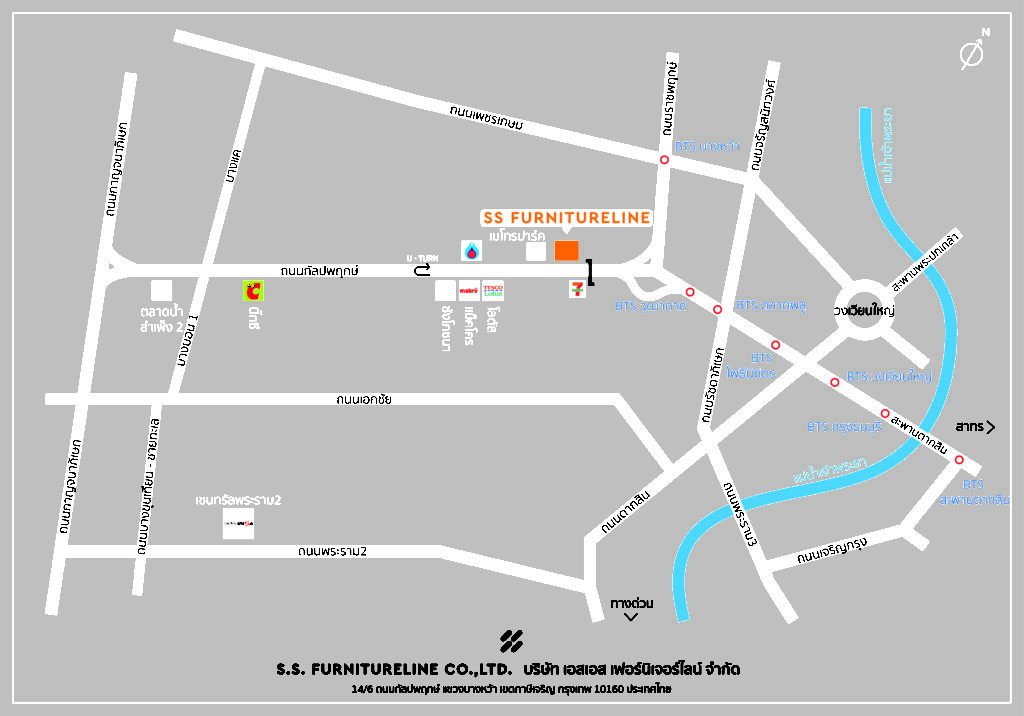 N
ถนนราชพฤกษ์
ถนนจรัญสนิทวงศ์
ถนนเพชรเกษม
แม่น้ำเจ้าพระยา
ถนนกาญจนาภิเษก
บางแค
BTS บางหว้า
SS FURNITURELINE
เมโทรปาร์ค
สะพานพระปกเกล้า
U - TURN
ถนนกัลปพฤกษ์
ตลาดน้ำ
สำเพ็ง 2
C
บิ๊กซี
makro
TESCO
Lotus
7
สังโฆษนา
แม็คโคร
โลตัส
BTS วุฒากาศ
BTS ตลาดพลู
วงเวียนใหญ่
บางบอน 1
BTS
โพธิ์นิมิตร
BTS วงเวียนใหญ่
ถนนรัชดาภิเษก
ถนนเอกชัย
BTS กรุงธนบุรี
สะพานตากสิน
สาทร
ถนนกาญจนาภิเษก
ถนนบางขุนเทียน - ชายทะเล
แม่น้ำเจ้าพระยา
BTS
สะพานตากสิน
เซนทรัลพระราม2
ถนนตากสิน
ถนนพระราม3
ถนนพระราม2
ถนนเจริญกรุง
ทางด่วน
S.S. FURNITURELINE CO.,LTD. บริษัท เอสเอส เฟอร์นิเจอร์ไลน์ จำกัด
14/6 ถนนกัลปพฤกษ์ แขวงบางหว้า เขตภาษีเจริญ กรุงเทพ 10160 ประเทศไทย